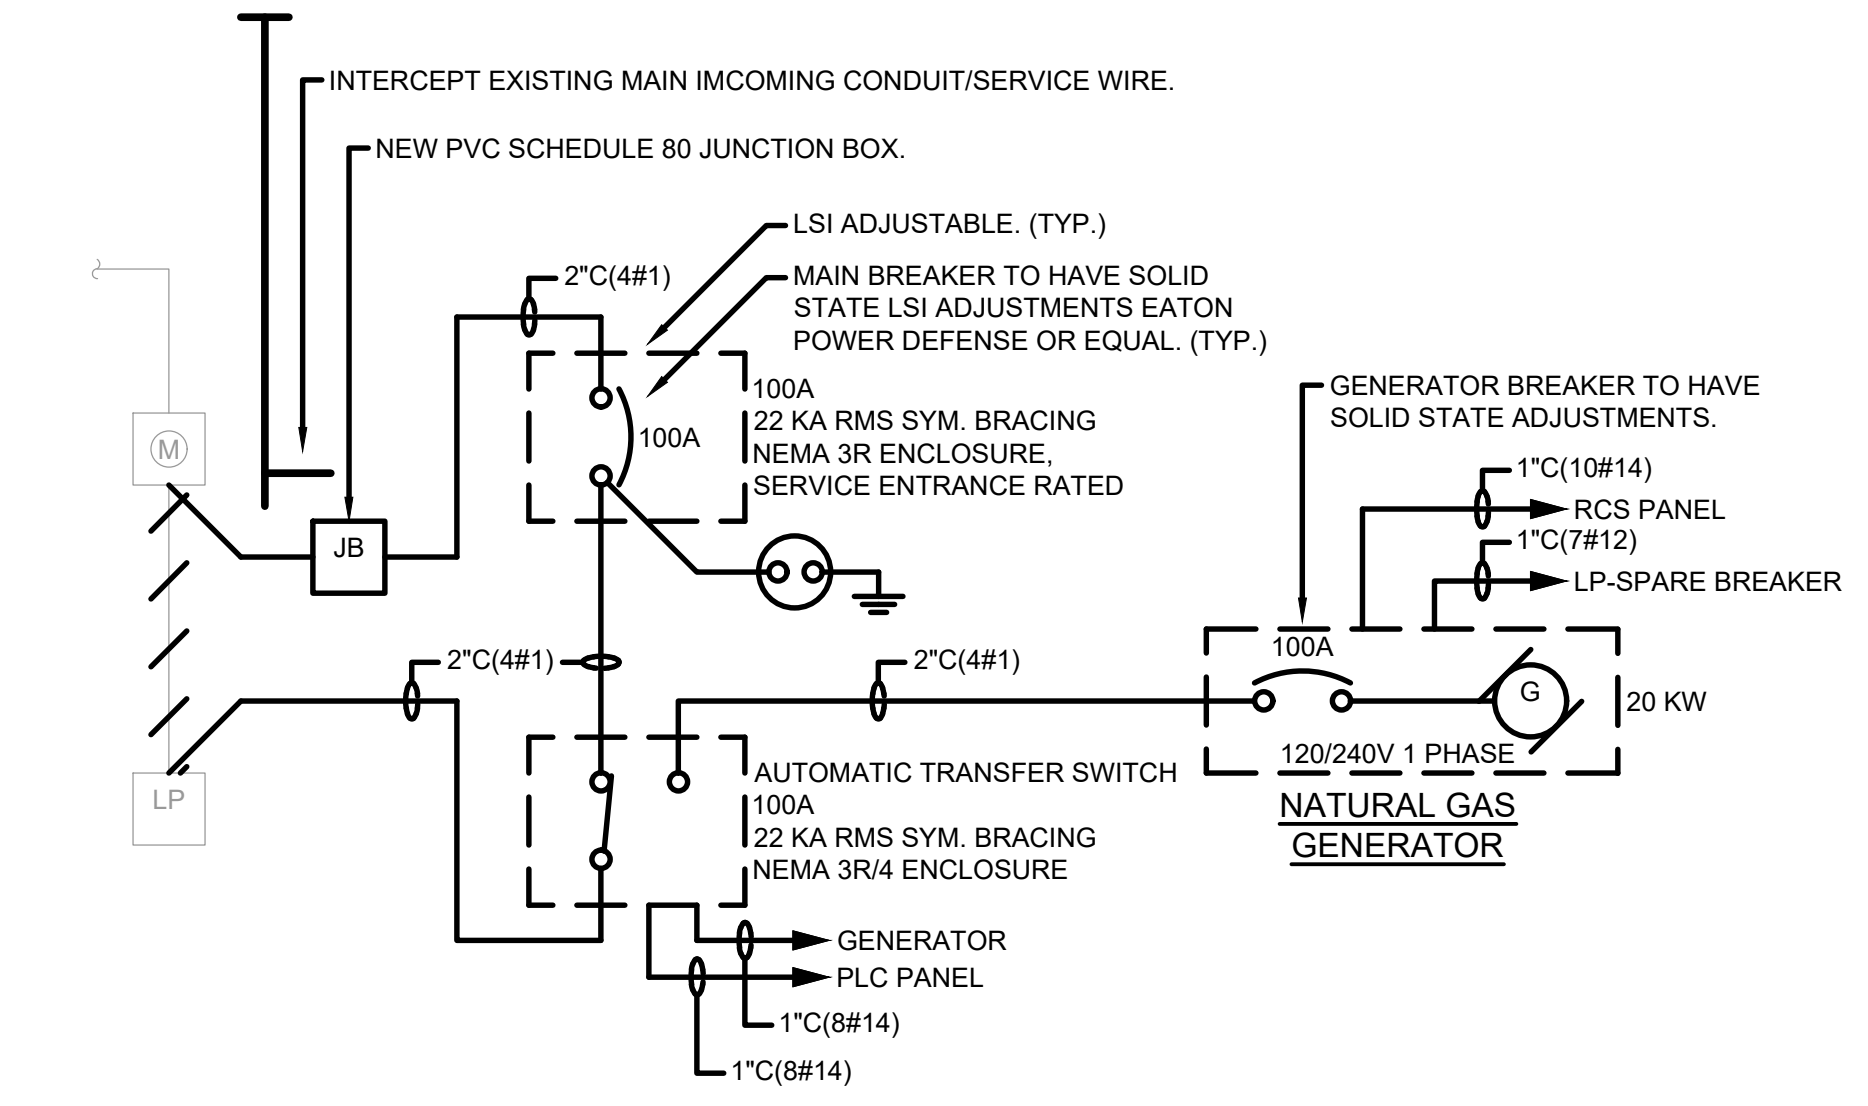 INTERCEPT EXISTING MAIN IMCOMING CONDUIT/SERVICE WIRE.
NEW PVC SCHEDULE 80 JUNCTION BOX.
LSI ADJUSTABLE. (TYP.)
2"C(4#1)
MAIN BREAKER TO HAVE SOLID
STATE LSI ADJUSTMENTS EATON
POWER DEFENSE OR EQUAL. (TYP.)
100A
22 KA RMS SYM. BRACING
NEMA 3R ENCLOSURE,
SERVICE ENTRANCE RATED
100A
M
JB
GENERATOR BREAKER TO HAVE
SOLID STATE ADJUSTMENTS.
1"C(10#14)
RCS PANEL
1"C(7#12)
LP-SPARE BREAKER
2"C(4#1)
2"C(4#1)
100A
G
20 KW
120/240V 1 PHASE
NATURAL GAS
GENERATOR
LP
AUTOMATIC TRANSFER SWITCH
100A
22 KA RMS SYM. BRACING
NEMA 3R/4 ENCLOSURE
GENERATOR
PLC PANEL
1"C(8#14)
1"C(8#14)